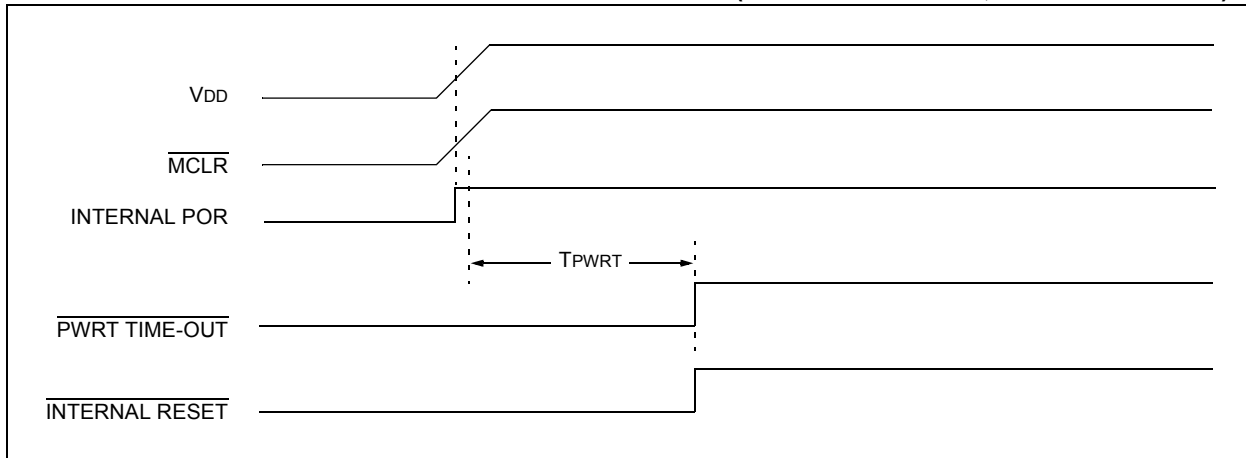 VDD
MCLR
INTERNAL POR
TPWRT
PWRT TIME-OUT
INTERNAL RESET